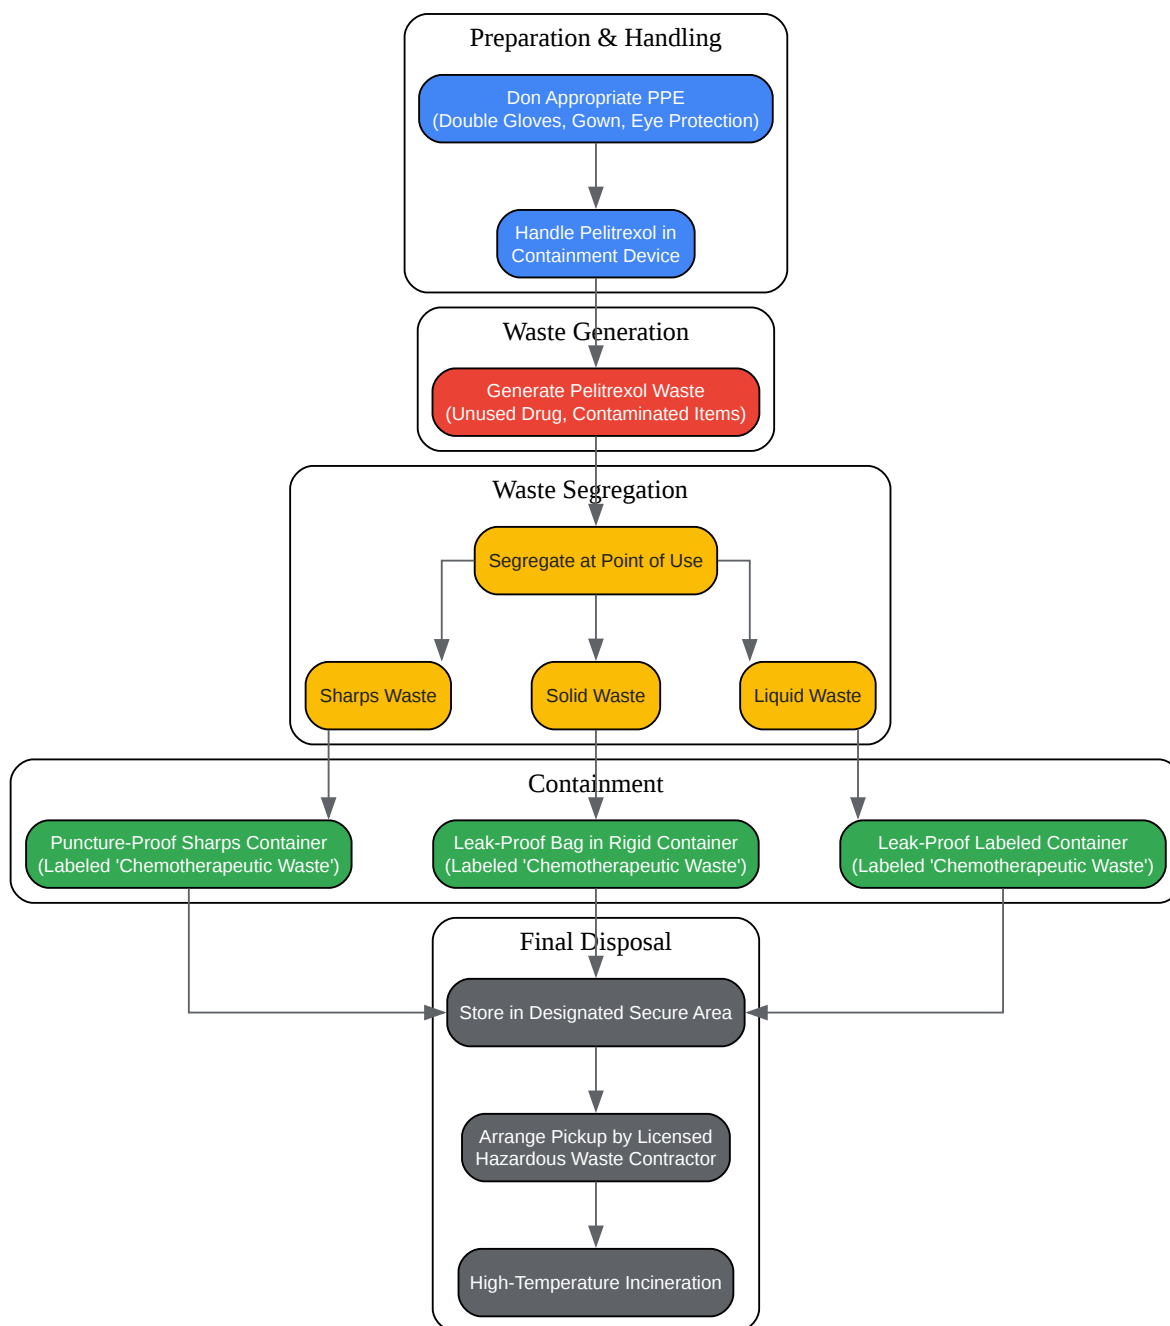 Preparation & Handling
Don Appropriate PPE
(Double Gloves, Gown, Eye Protection)
Handle Pelitrexol in
Containment Device
Waste Generation
Generate Pelitrexol Waste
(Unused Drug, Contaminated Items)
Waste Segregation
Segregate at Point of Use
Sharps Waste
Solid Waste
Liquid Waste
Containment
Puncture-Proof Sharps Container
(Labeled 'Chemotherapeutic Waste')
Leak-Proof Bag in Rigid Container
(Labeled 'Chemotherapeutic Waste')
Leak-Proof Labeled Container
(Labeled 'Chemotherapeutic Waste')
Final Disposal
Store in Designated Secure Area
Arrange Pickup by Licensed
Hazardous Waste Contractor
High-Temperature Incineration